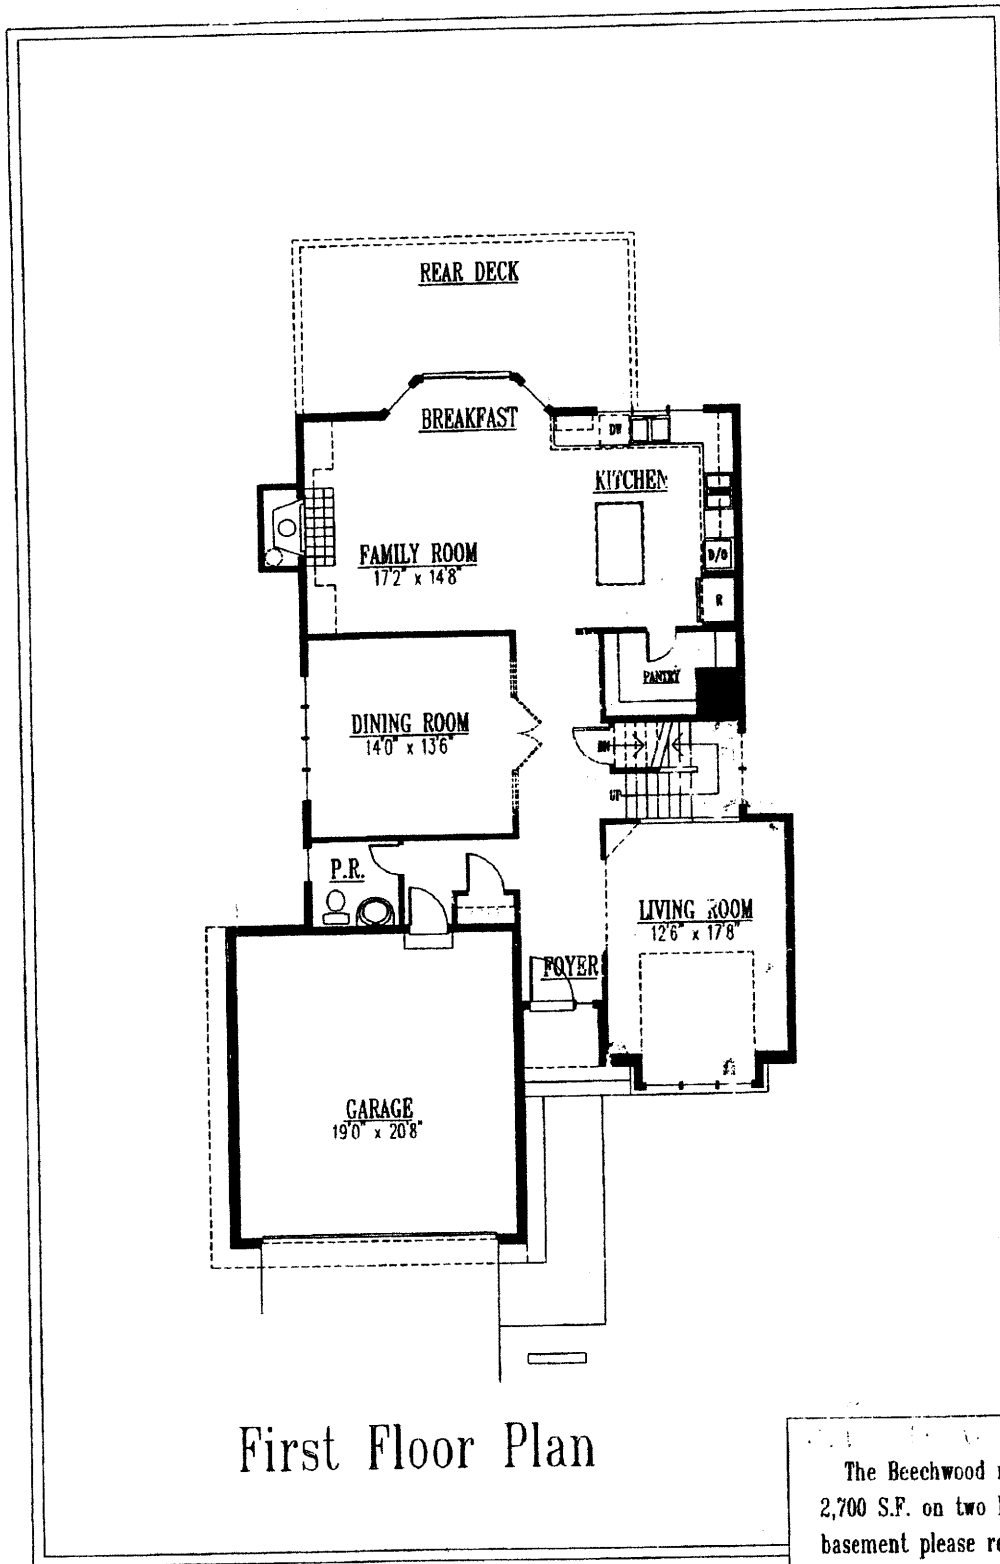 REAR DECK
BREAKFAST
DW
KITCHEN
FAMILY ROOM
17'2" x 14'8"
D/O
R
PANTRY
DINING ROOM
14'0" x 13'6"
DN
UP
P.R.
LIVING ROOM
12'6" x 17'8"
FOYER
GARAGE
19'0" x 20'8"
First Floor Plan
The Beechwood
2,700 S.F. on two
basement please